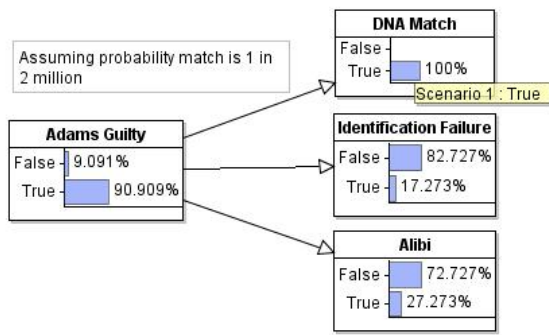 Assuming probability match is 1 in
2 million
DNA Match
False
True 100%
Scenario 1 : True
Adams Guilty
False 9.091%
True 90.909%
Identification Failure
False 82.727%
True 17.273%
Alibi
False 72.727%
True 27.273%